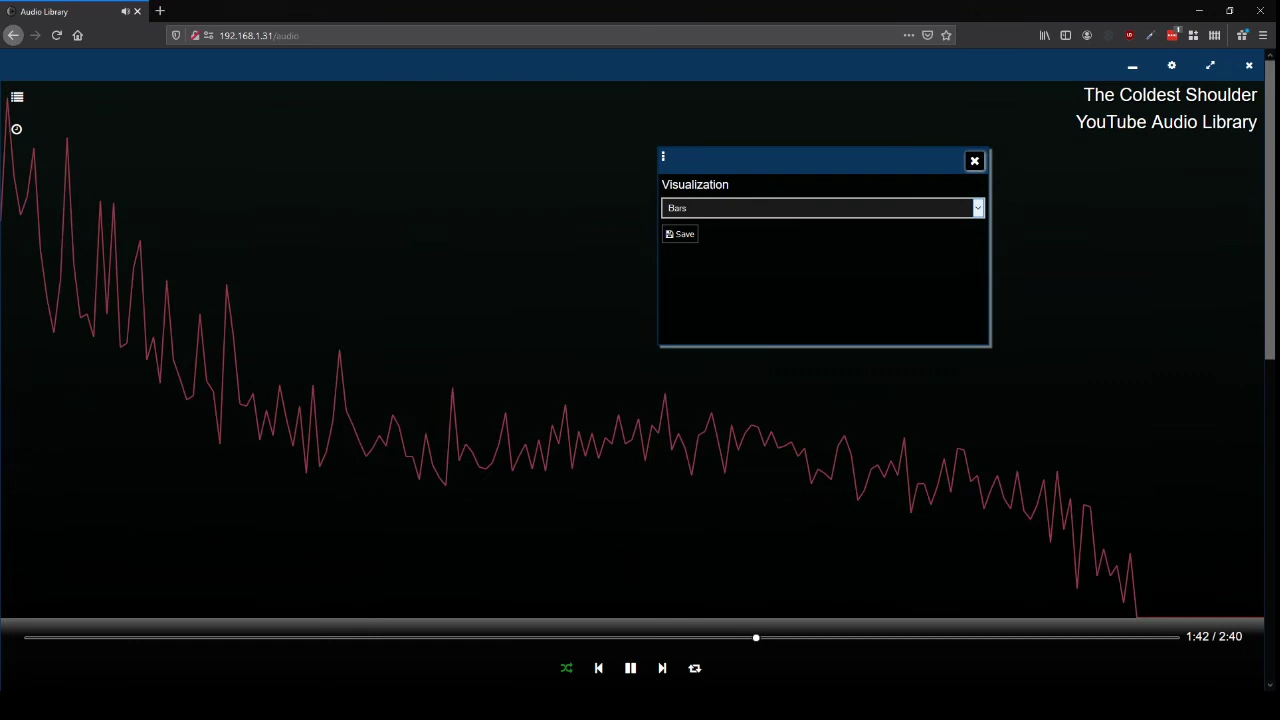 Audio Library
192.168.1.31/audio
1
The Coldest Shoulder
YouTube Audio Library
Visualization
Bars
Save
1:42 / 2:40